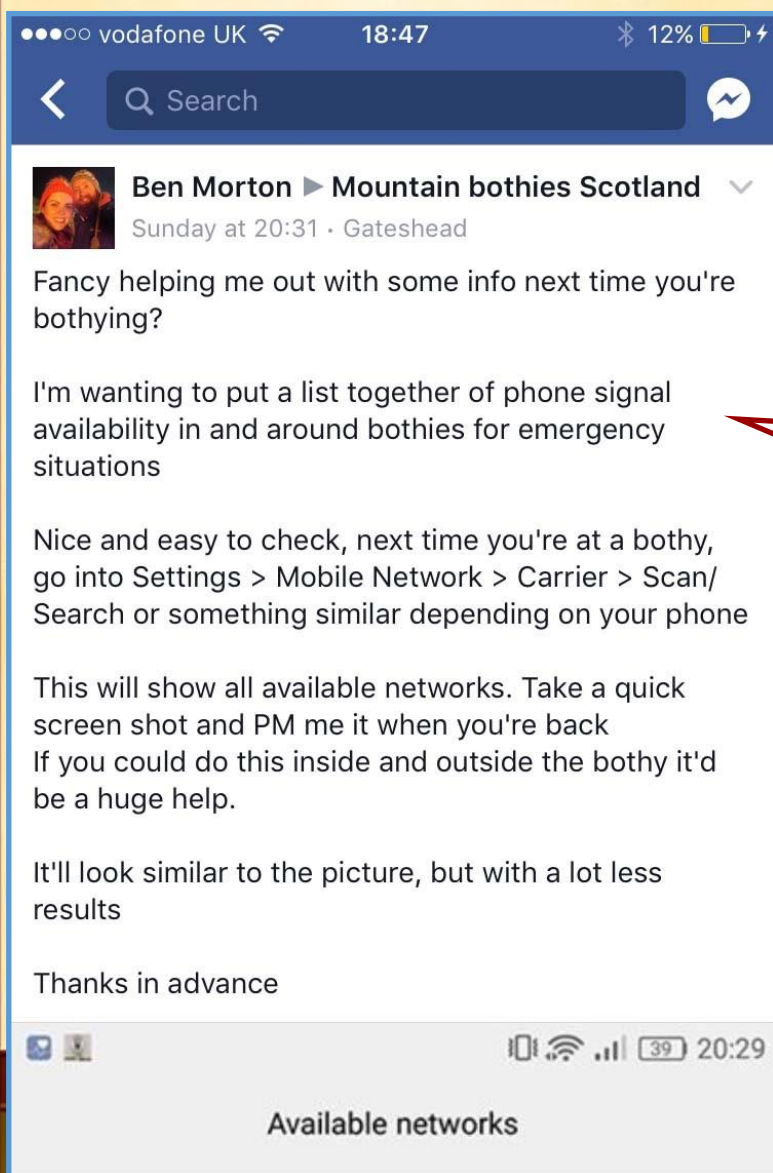 vodafone UK 18:47 12%
Search
Ben Morton ▶ Mountain bothies Scotland
Sunday at 20:31 · Gateshead
Fancy helping me out with some info next time you're
bothying?
I'm wanting to put a list together of phone signal
availability in and around bothies for emergency
situations
Nice and easy to check, next time you're at a bothy,
go into Settings > Mobile Network > Carrier > Scan/
Search or something similar depending on your phone
This will show all available networks. Take a quick
screen shot and PM me it when you're back
If you could do this inside and outside the bothy it'd
be a huge help.
It'll look similar to the picture, but with a lot less
results
Thanks in advance
39 20:29
Available networks